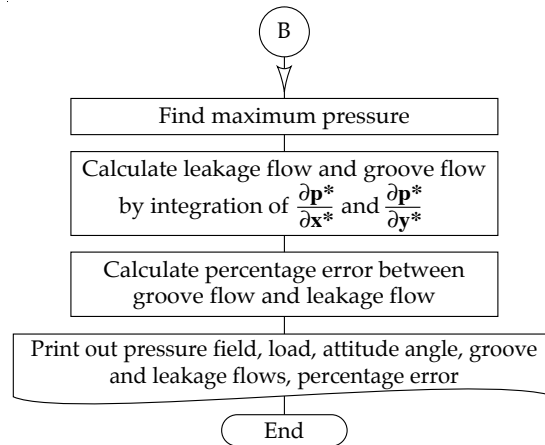 B
Find maximum pressure
Calculate leakage flow and groove flow
by integration of ∂p*/∂x* and ∂p*/∂y*
Calculate percentage error between
groove flow and leakage flow
Print out pressure field, load, attitude angle, groove
and leakage flows, percentage error
End